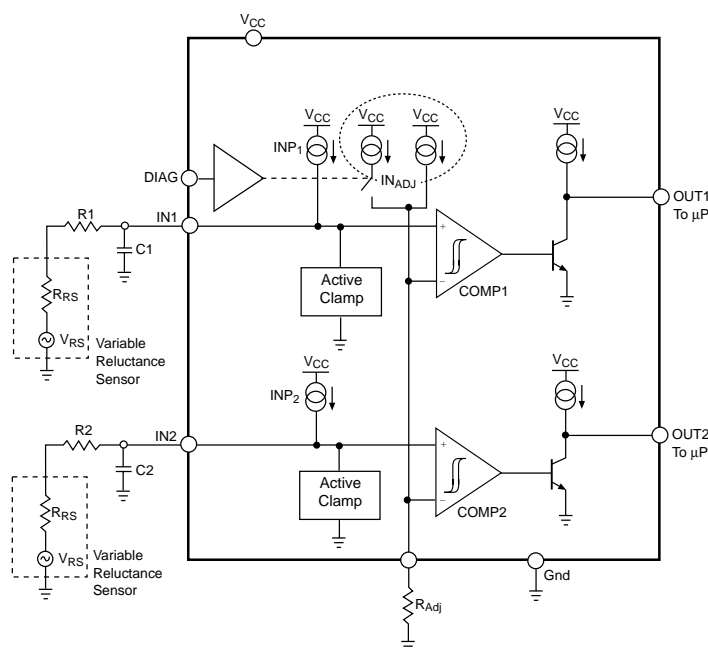 VCC
VCC
VCC
VCC
VCC
INP1
DIAG
INADJ
OUT1
To µP
R1
IN1
C1
+
–
COMP1
Active
Clamp
RRS
VRS
Variable
Reluctance
Sensor
VCC
VCC
INP2
R2
IN2
OUT2
To µP
C2
+
–
COMP2
Active
Clamp
RRS
VRS
Variable
Reluctance
Sensor
RAdj
Gnd